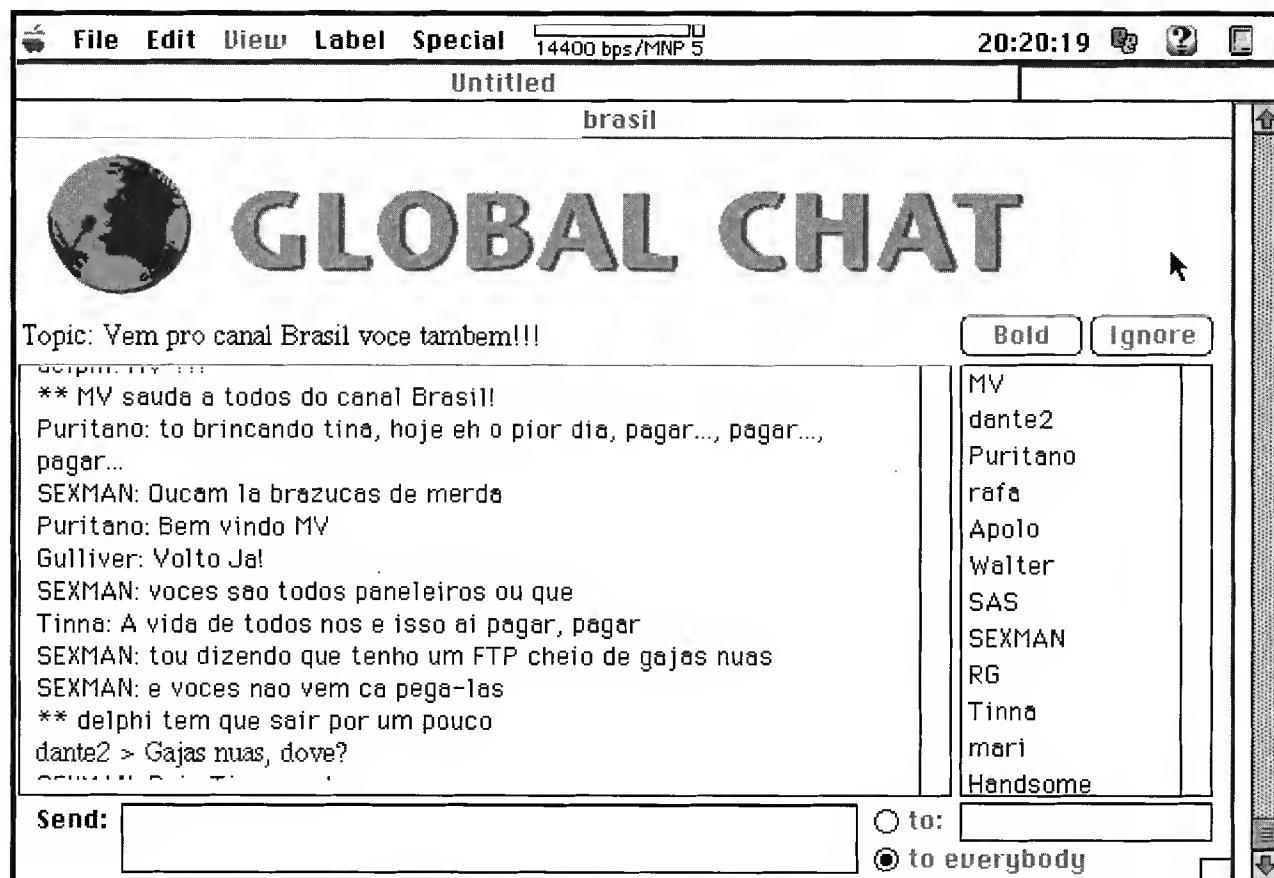 File Edit View Label Special 14400 bps/MNP 5 20:20:19
Untitled
brasil
GLOBAL CHAT
Topic: Vem pro canal Brasil voce tambem!!!
Bold Ignore
delphi: MV !!!
** MV sauda a todos do canal Brasil!
Puritano: to brincando tina, hoje eh o pior dia, pagar..., pagar...,
pagar...
SEXMAN: Oucam la brazucas de merda
Puritano: Bem vindo MV
Gulliver: Volto Ja!
SEXMAN: voces sao todos paneleiros ou que
Tinna: A vida de todos nos e isso ai pagar, pagar
SEXMAN: tou dizendo que tenho um FTP cheio de gajas nuas
SEXMAN: e voces nao vem ca pega-las
** delphi tem que sair por um pouco
dante2 > Gajas nuas, dove?
MV
dante2
Puritano
rafa
Apolo
Walter
SAS
SEXMAN
RG
Tinna
mari
Handsome
Send:
to:
to everybody